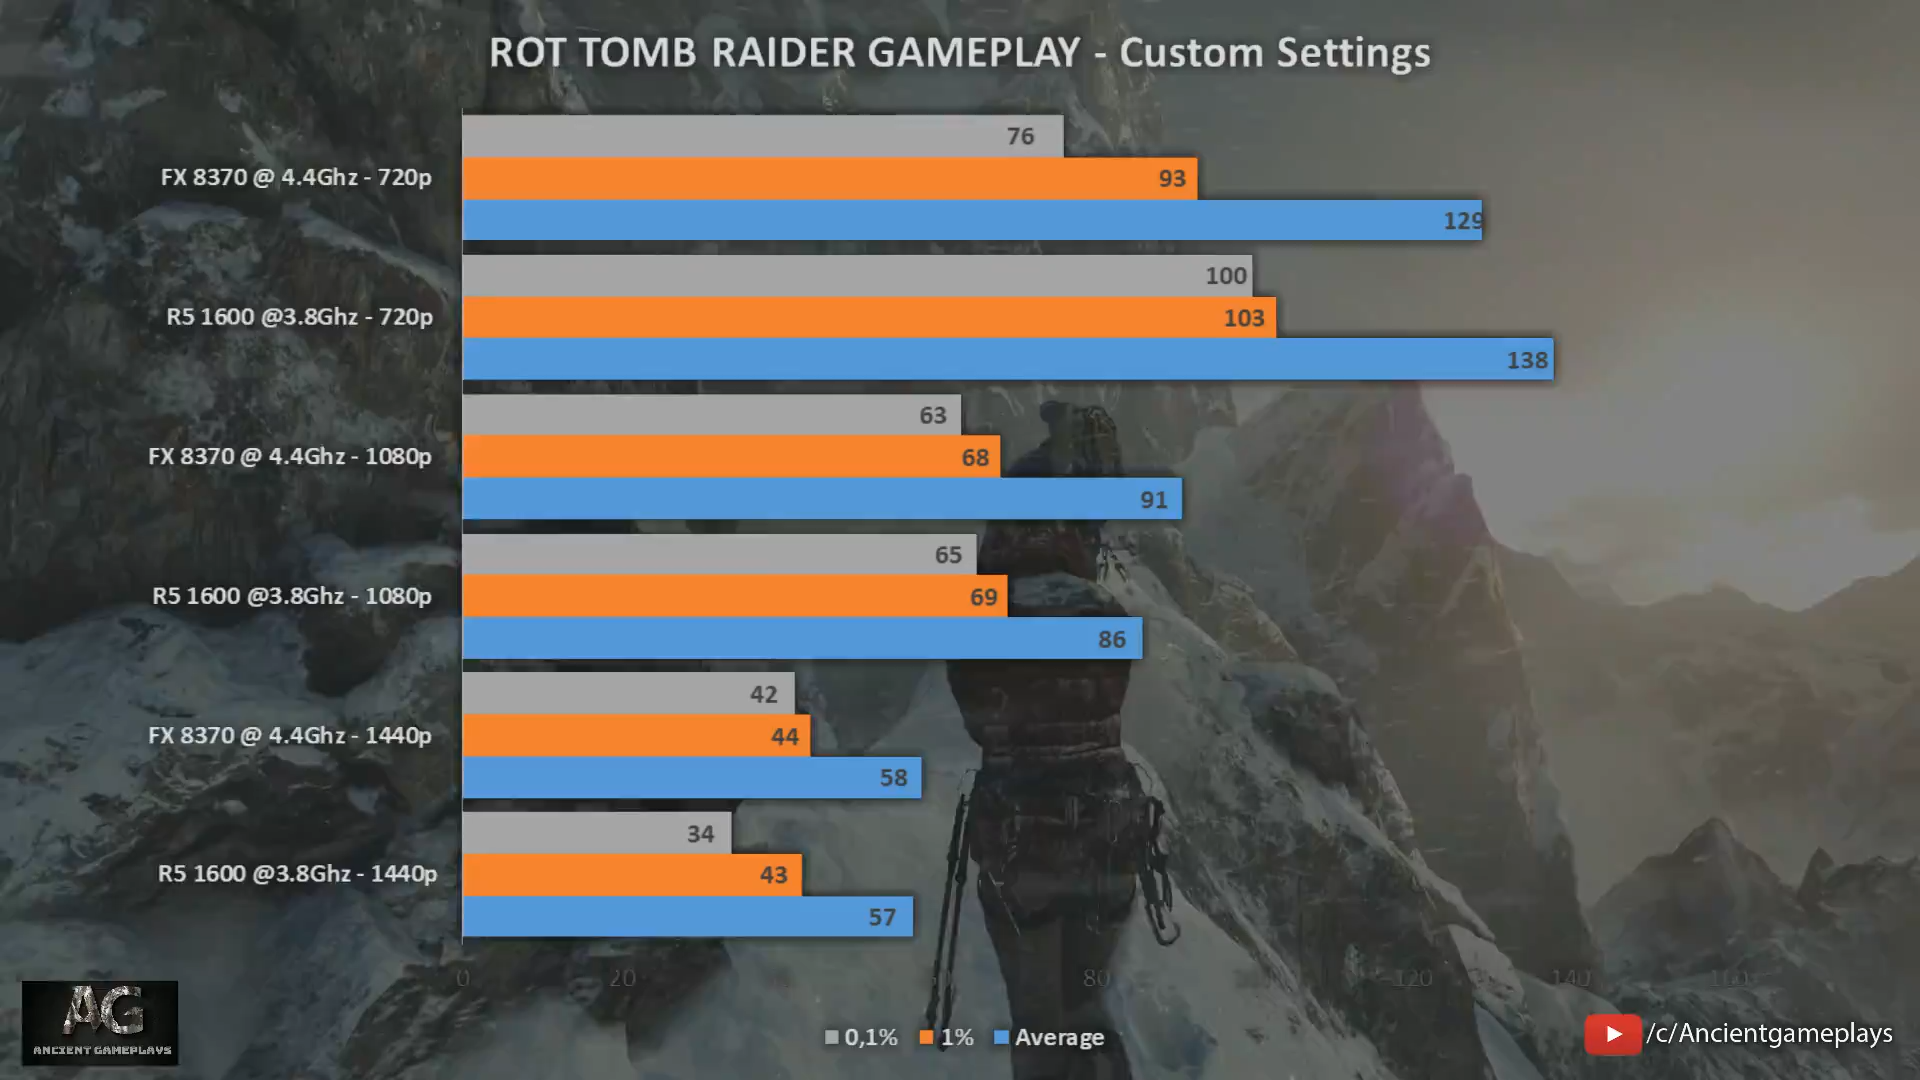 ROT TOMB RAIDER GAMEPLAY - Custom Settings
76
FX 8370 @ 4.4Ghz - 720p
93
129
100
R5 1600 @3.8Ghz - 720p
103
138
63
FX 8370 @ 4.4Ghz - 1080p
68
91
65
R5 1600 @3.8Ghz - 1080p
69
86
42
FX 8370 @ 4.4Ghz - 1440p
44
58
34
R5 1600 @3.8Ghz - 1440p
43
57
0 20 80 120 140 160
AG
ANCIENT GAMEPLAYS
0,1% 1% Average
/c/Ancientgameplays